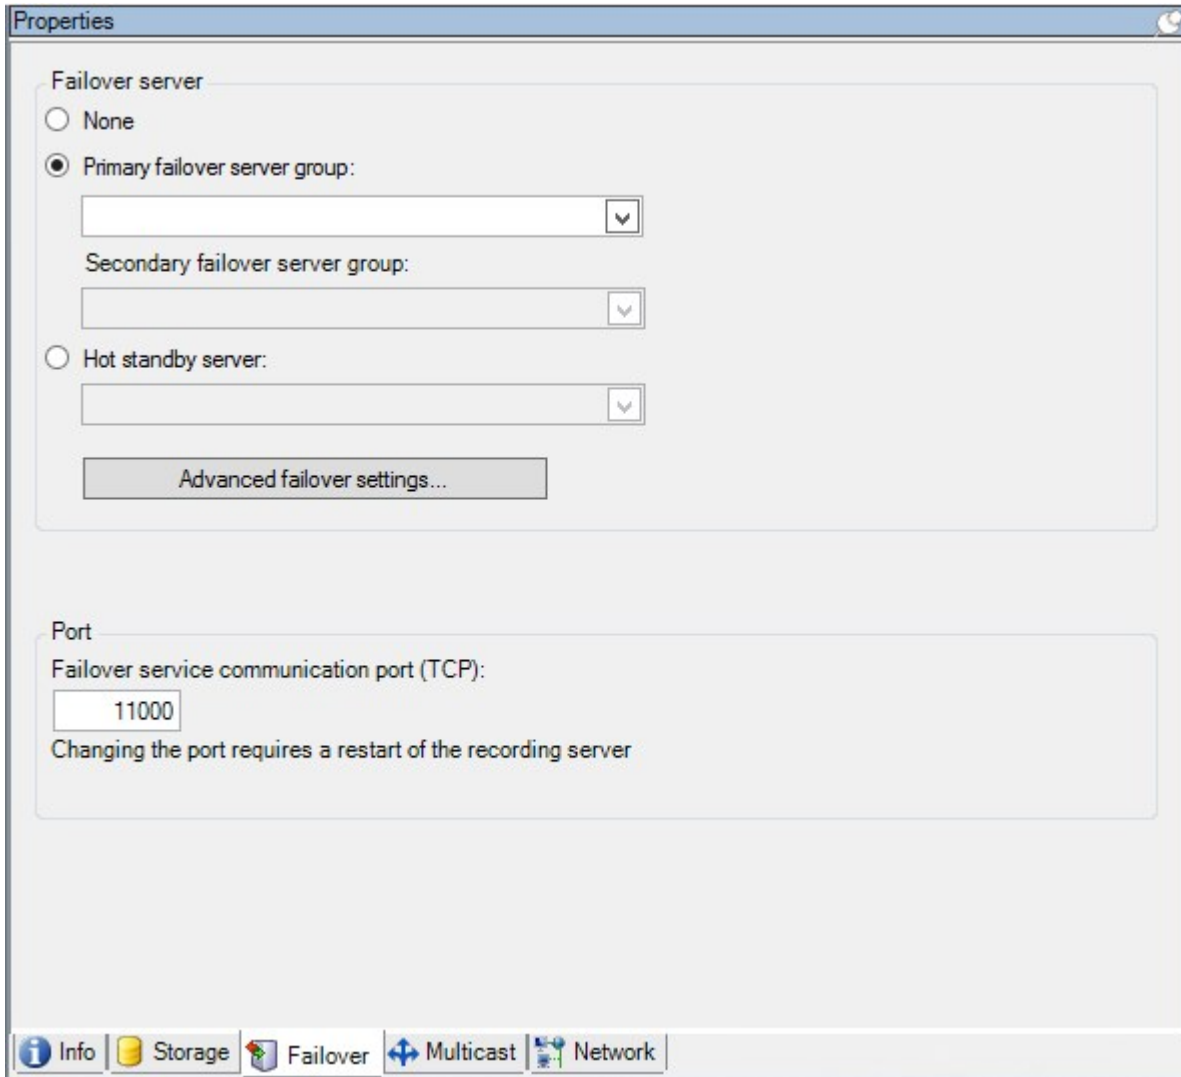 Properties
Failover server
None
Primary failover server group:
Secondary failover server group:
Hot standby server:
Advanced failover settings...
Port
Failover service communication port (TCP):
11000
Changing the port requires a restart of the recording server
Info Storage Failover Multicast Network